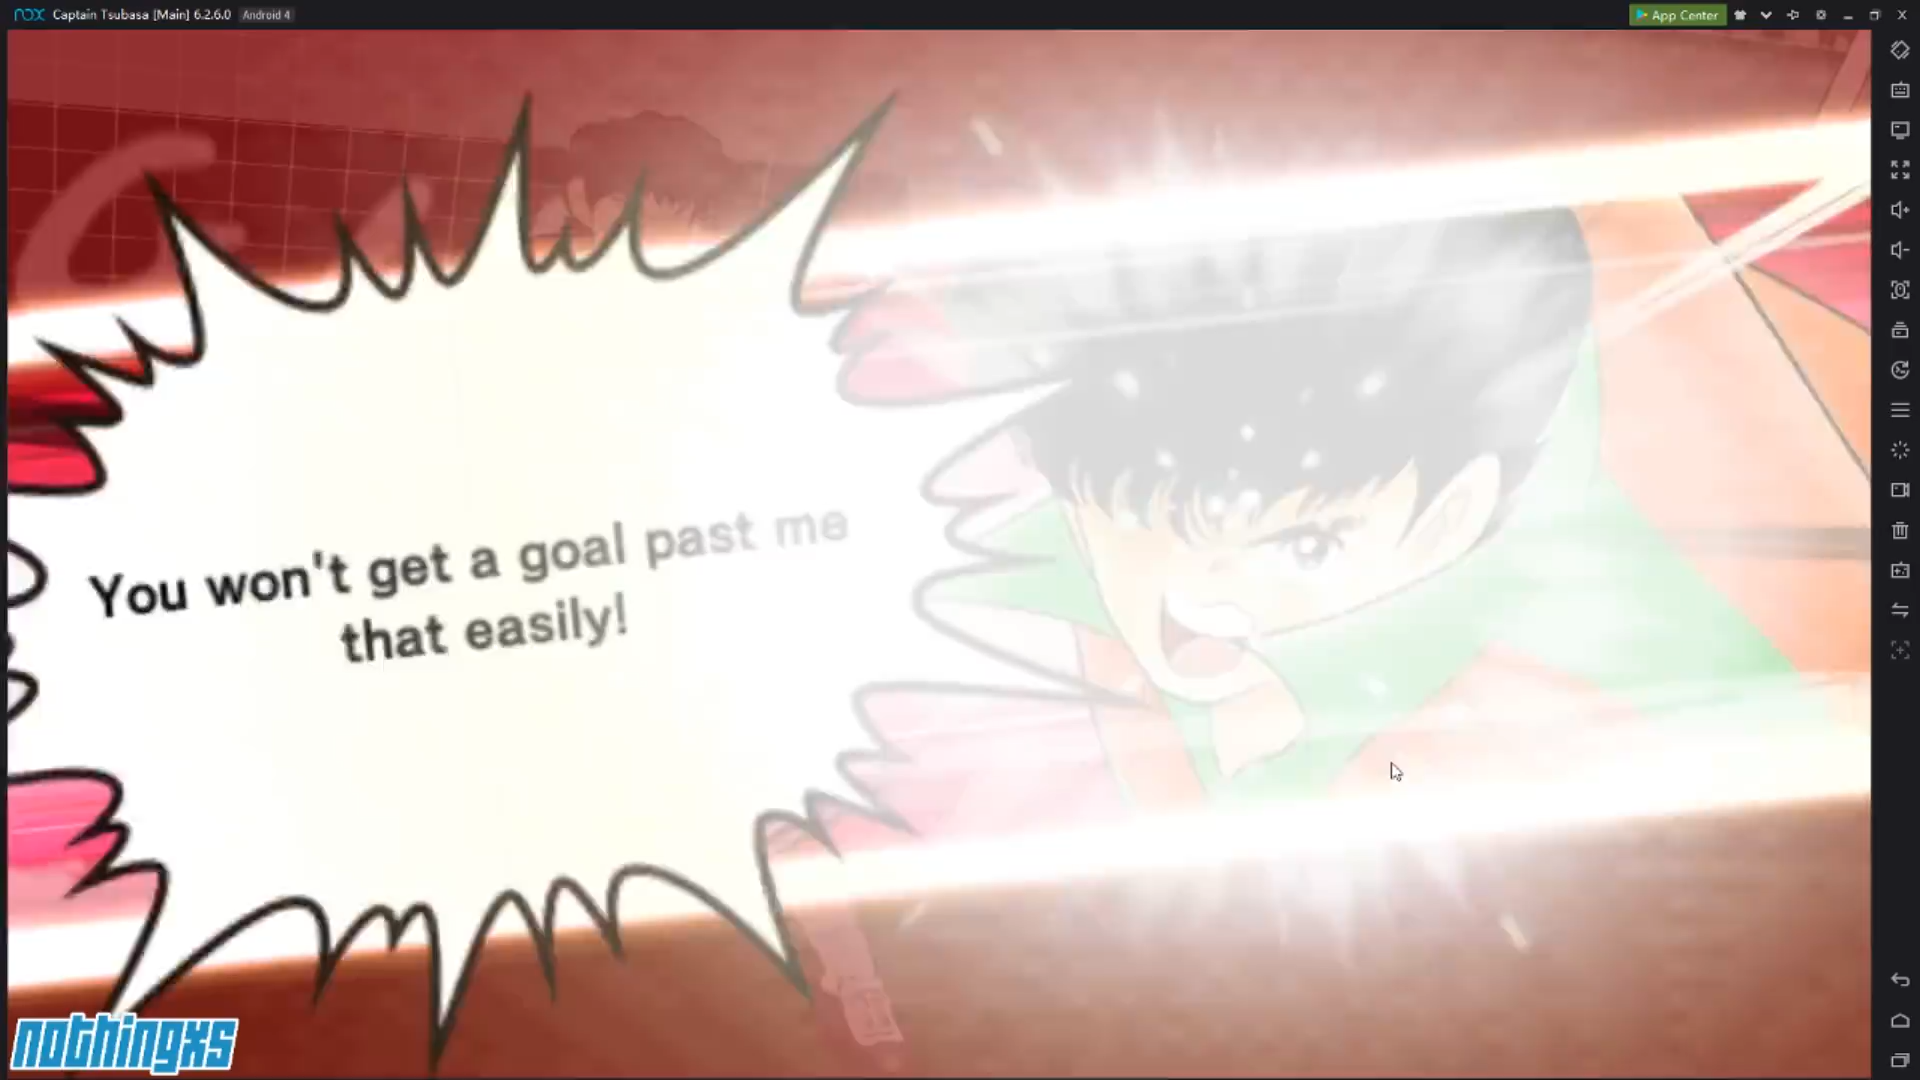 nox Captain Tsubasa [Main] 6.2.6.0 Android 4
App Center
You won't get a goal past me
that easily!
nothingxs